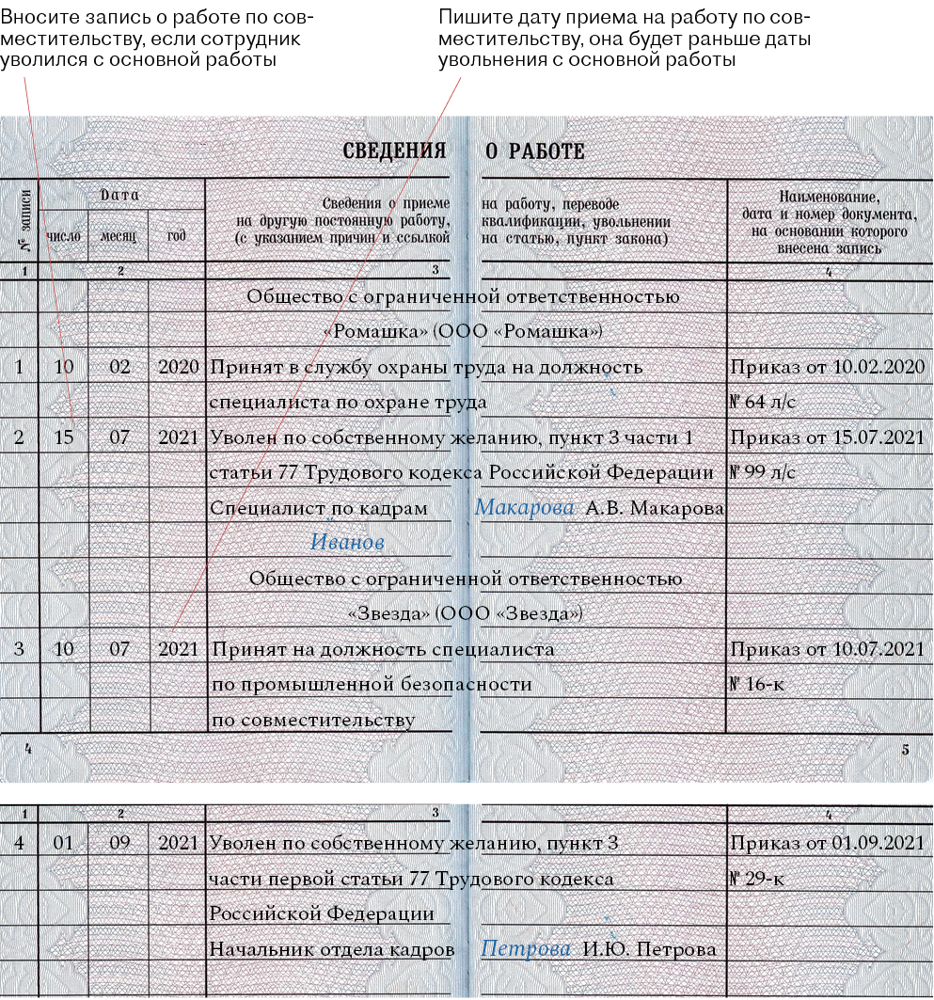 Вносите запись о работе по сов-
местительству, если сотрудник
уволился с основной работы
Пишите дату приема на работу по сов-
местительству, она будет раньше даты
увольнения с основной работы
СВЕДЕНИЯ О РАБОТЕ
№ записи
Дата
число месяц год
Сведения о приеме на работу, переводе
на другую постоянную работу, квалификации, увольнении
(с указанием причин и ссылкой на статью, пункт закона)
Наименование,
дата и номер документа,
на основании которого
внесена запись
1 2 3 4
Общество с ограниченной ответственностью
«Ромашка» (ООО «Ромашка»)
1 10 02 2020 Принят в службу охраны труда на должность Приказ от 10.02.2020
специалиста по охране труда № 64 л/с
2 15 07 2021 Уволен по собственному желанию, пункт 3 части 1 Приказ от 15.07.2021
статьи 77 Трудового кодекса Российской Федерации № 99 л/с
Специалист по кадрам Макарова А.В. Макарова
Иванов
Общество с ограниченной ответственностью
«Звезда» (ООО «Звезда»)
3 10 07 2021 Принят на должность специалиста Приказ от 10.07.2021
по промышленной безопасности № 16-к
по совместительству
4 5
1 2 3 4
4 01 09 2021 Уволен по собственному желанию, пункт 3 Приказ от 01.09.2021
части первой статьи 77 Трудового кодекса № 29-к
Российской Федерации
Начальник отдела кадров Петрова И.Ю. Петрова